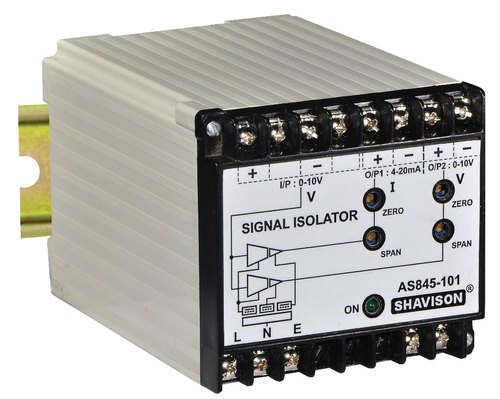 + − + − + −
I/P : 0-10V O/P1 : 4-20mA O/P2 : 0-10V
V I V
ZERO ZERO
SIGNAL ISOLATOR
SPAN SPAN
AS845-101
ON SHAVISON ®
L N E